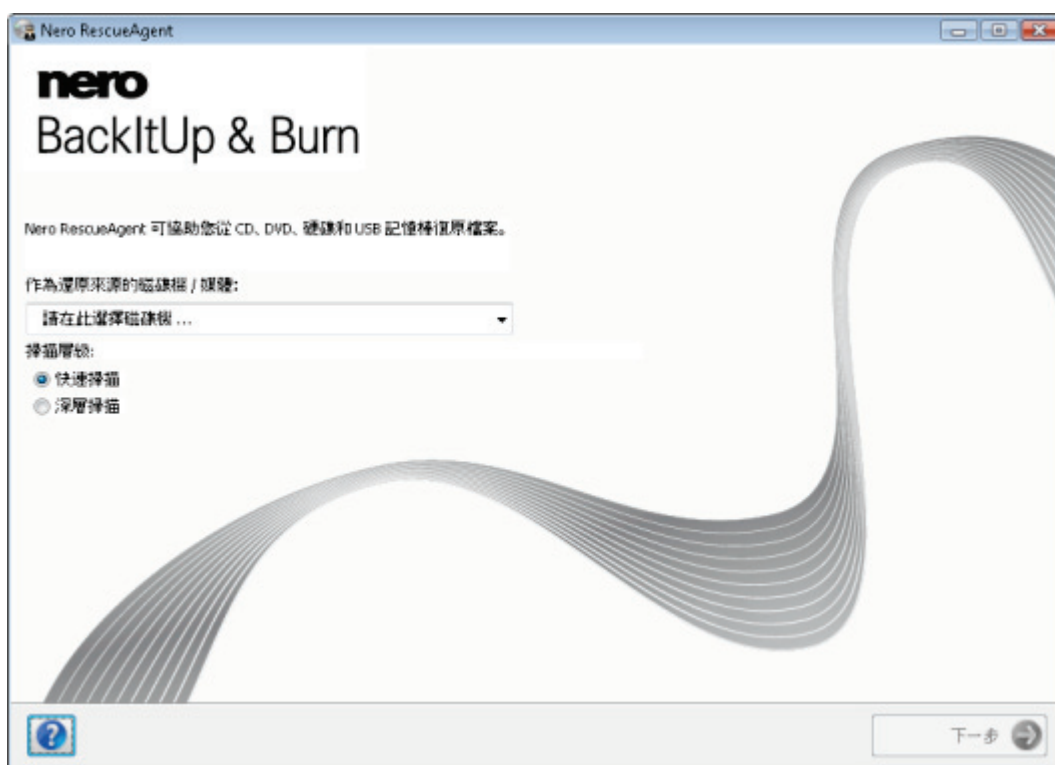 Nero RescueAgent
nero
BackItUp & Burn
Nero RescueAgent 可協助您從 CD、DVD、硬碟和 USB 記憶棒復原檔案。
作為還原來源的磁碟機 / 媒體:
請在此選擇磁碟機 ...
掃描層級:
快速掃描
深層掃描
?
下一步